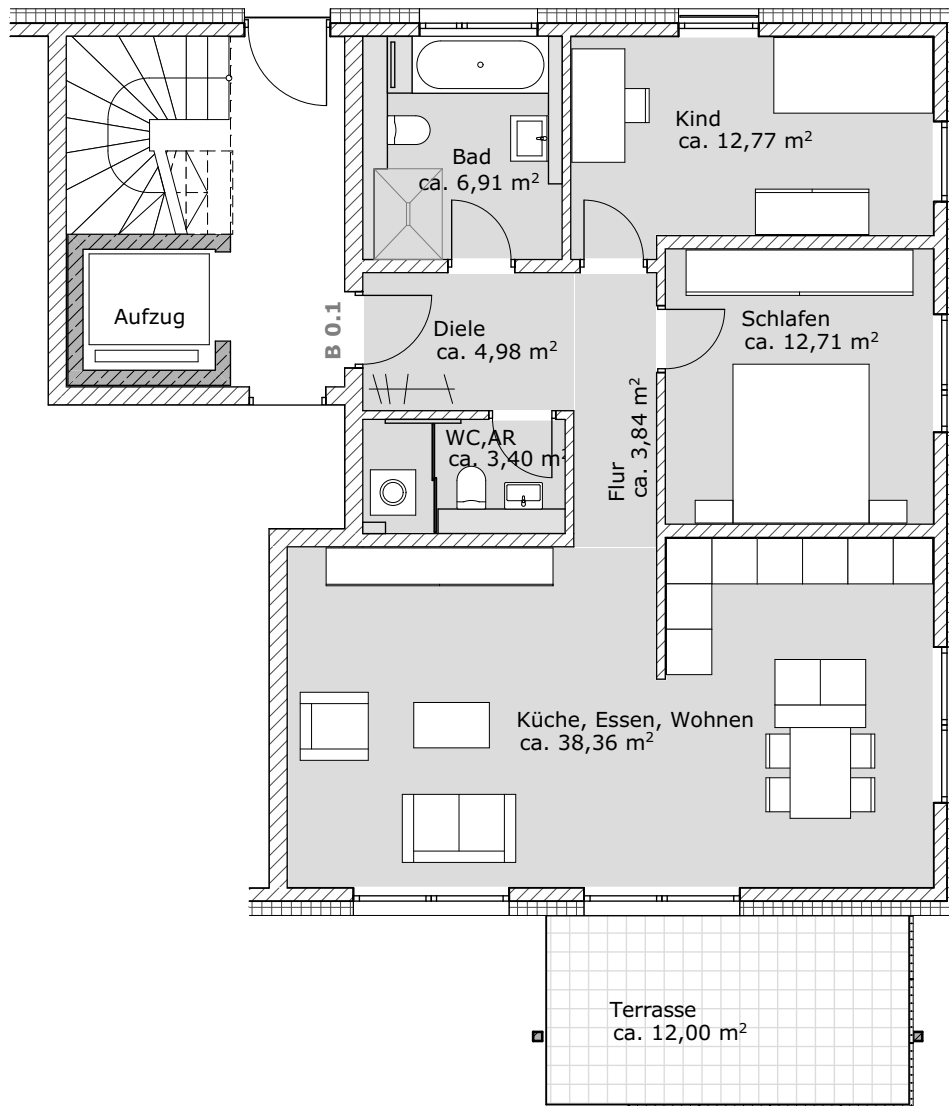 Kind
ca. 12,77 m²
Bad
ca. 6,91 m²
Aufzug
B 0.1
Diele
ca. 4,98 m²
Schlafen
ca. 12,71 m²
WC,AR
ca. 3,40 m²
Flur
ca. 3,84 m²
Küche, Essen, Wohnen
ca. 38,36 m²
Terrasse
ca. 12,00 m²